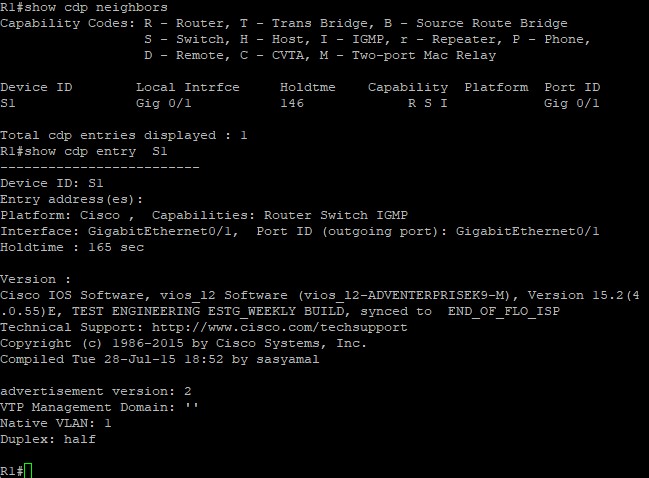 R1#show cdp neighbors
Capability Codes: R - Router, T - Trans Bridge, B - Source Route Bridge
                  S - Switch, H - Host, I - IGMP, r - Repeater, P - Phone,
                  D - Remote, C - CVTA, M - Two-port Mac Relay

Device ID        Local Intrfce     Holdtme    Capability  Platform  Port ID
S1               Gig 0/1           146             R S I            Gig 0/1

Total cdp entries displayed : 1
R1#show cdp entry  S1
-------------------------
Device ID: S1
Entry address(es):
Platform: Cisco ,  Capabilities: Router Switch IGMP
Interface: GigabitEthernet0/1,  Port ID (outgoing port): GigabitEthernet0/1
Holdtime : 165 sec

Version :
Cisco IOS Software, vios_l2 Software (vios_l2-ADVENTERPRISEK9-M), Version 15.2(4
.0.55)E, TEST ENGINEERING ESTG_WEEKLY BUILD, synced to  END_OF_FLO_ISP
Technical Support: http://www.cisco.com/techsupport
Copyright (c) 1986-2015 by Cisco Systems, Inc.
Compiled Tue 28-Jul-15 18:52 by sasyamal

advertisement version: 2
VTP Management Domain: ''
Native VLAN: 1
Duplex: half

R1#